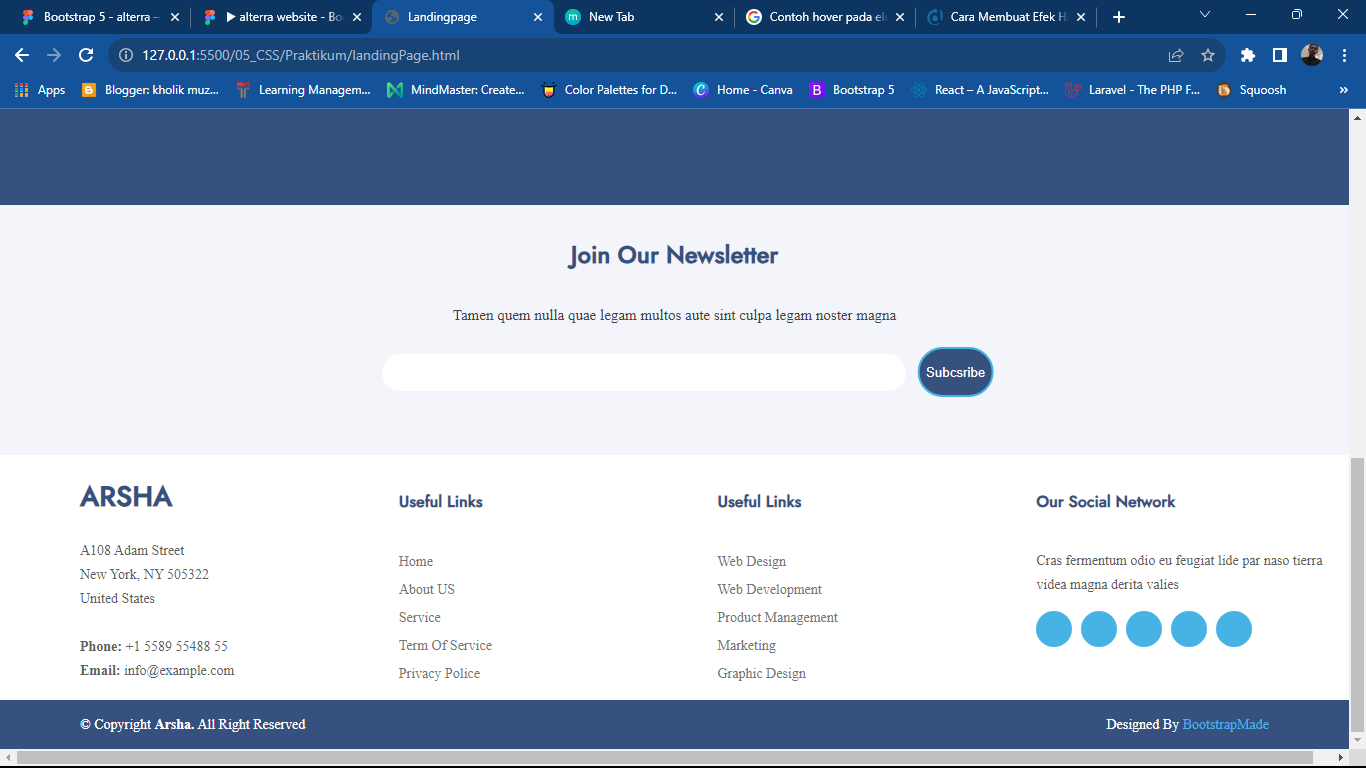 Bootstrap 5 - alterra –
▶ alterra website - Bo
Landingpage
m New Tab
G Contoh hover pada el
Cara Membuat Efek H
127.0.0.1:5500/05_CSS/Praktikum/landingPage.html
Apps
Blogger: kholik muz...
Learning Managem...
MindMaster: Create...
Color Palettes for D...
C Home - Canva
B Bootstrap 5
React – A JavaScript...
Laravel - The PHP F...
Squoosh
»
Join Our Newsletter
Tamen quem nulla quae legam multos aute sint culpa legam noster magna
Subcsribe
ARSHA
A108 Adam Street
New York, NY 505322
United States
Phone: +1 5589 55488 55
Email: info@example.com
Useful Links
Home
About US
Service
Term Of Service
Privacy Police
Useful Links
Web Design
Web Development
Product Management
Marketing
Graphic Design
Our Social Network
Cras fermentum odio eu feugiat lide par naso tierra
videa magna derita valies
© Copyright Arsha. All Right Reserved
Designed By BootstrapMade